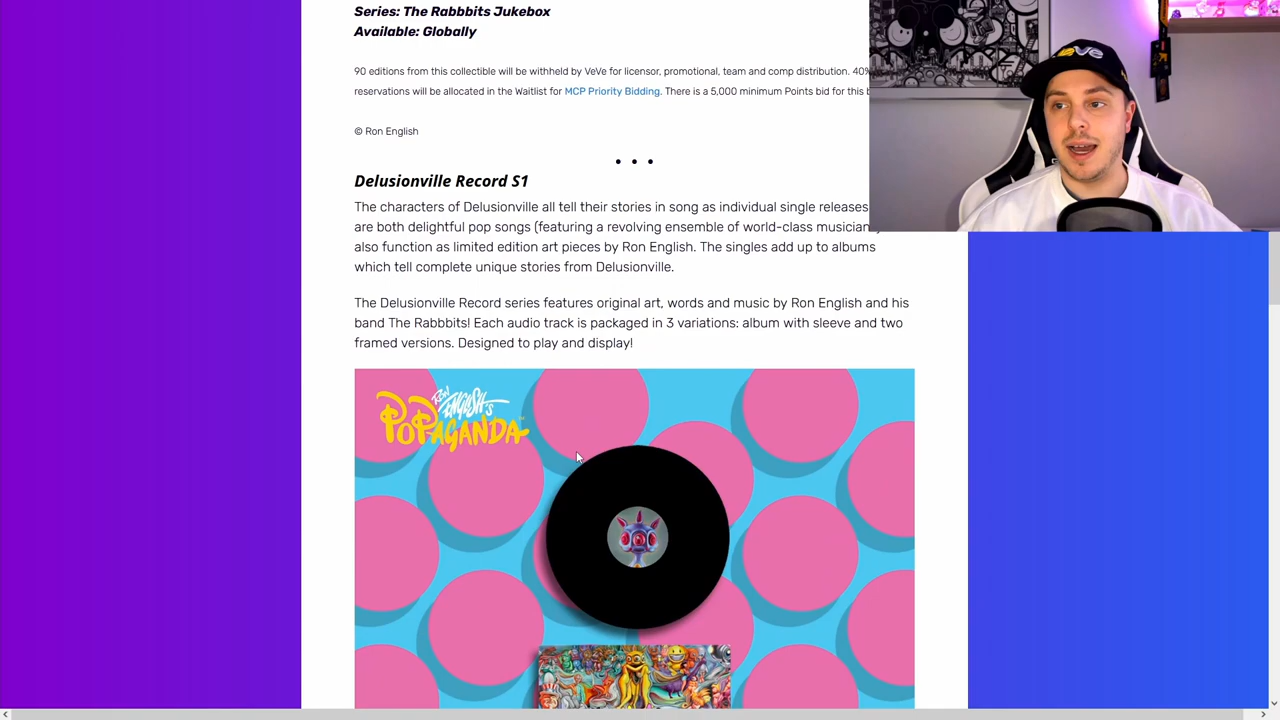 Series: The Rabbbits Jukebox
Available: Globally
90 editions from this collectible will be withheld by VeVe for licensor, promotional, team and comp distribution. 40%
reservations will be allocated in the Waitlist for MCP Priority Bidding. There is a 5,000 minimum Points bid for this
© Ron English
• • •
Delusionville Record S1
The characters of Delusionville all tell their stories in song as individual single releases
are both delightful pop songs (featuring a revolving ensemble of world-class musician
also function as limited edition art pieces by Ron English. The singles add up to albums
which tell complete unique stories from Delusionville.
The Delusionville Record series features original art, words and music by Ron English and his
band The Rabbbits! Each audio track is packaged in 3 variations: album with sleeve and two
framed versions. Designed to play and display!
RON ENGLISH'S
POPAGANDA
VeVe